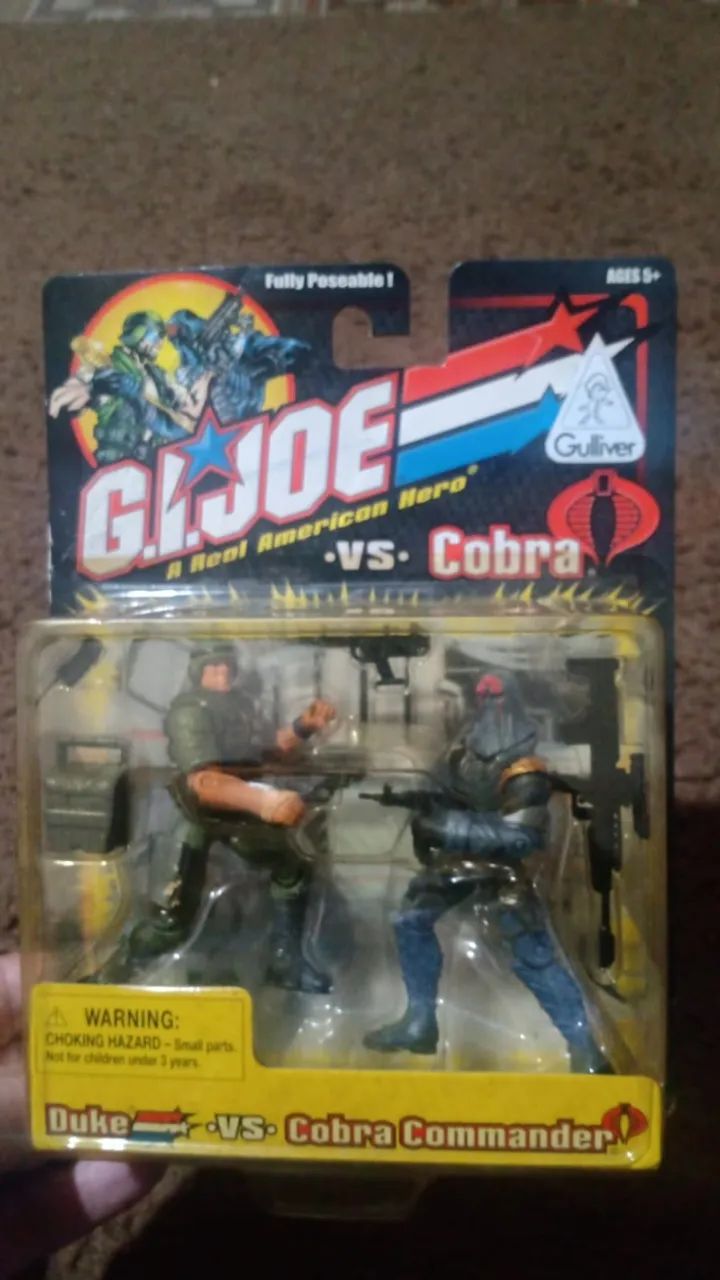 Fully Poseable !
AGES 5+
G.I.JOE
A Real American Hero®
Gulliver
·VS· Cobra
WARNING:
CHOKING HAZARD – Small parts.
Not for children under 3 years.
Duke ·VS· Cobra Commander